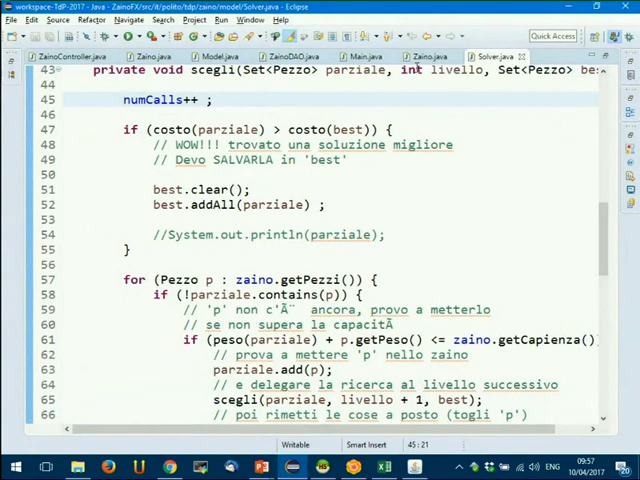 workspace-TdP-2017 - Java - ZainoFX/src/it/polito/tdp/zaino/model/Solver.java - Eclipse
File Edit Source Refactor Navigate Search Project Run Window Help
Quick Access
ZainoController.java Zaino.java Model.java ZainoDAO.java Main.java Zaino.java Solver.java
43 private void scegli(Set<Pezzo> parziale, int livello, Set<Pezzo> bes
44
45 numCalls++ ;
46
47 if (costo(parziale) > costo(best)) {
48 // WOW!!! trovato una soluzione migliore
49 // Devo SALVARLA in 'best'
50
51 best.clear();
52 best.addAll(parziale) ;
53
54 //System.out.println(parziale);
55 }
56
57 for (Pezzo p : zaino.getPezzi()) {
58 if (!parziale.contains(p)) {
59 // 'p' non c'Ã¨ ancora, provo a metterlo
60 // se non supera la capacitÃ
61 if (peso(parziale) + p.getPeso() <= zaino.getCapienza()
62 // prova a mettere 'p' nello zaino
63 parziale.add(p);
64 // e delegare la ricerca al livello successivo
65 scegli(parziale, livello + 1, best);
66 // poi rimetti le cose a posto (togli 'p')
Writable Smart Insert 45 : 21
ENG 09:57
10/04/2017 20